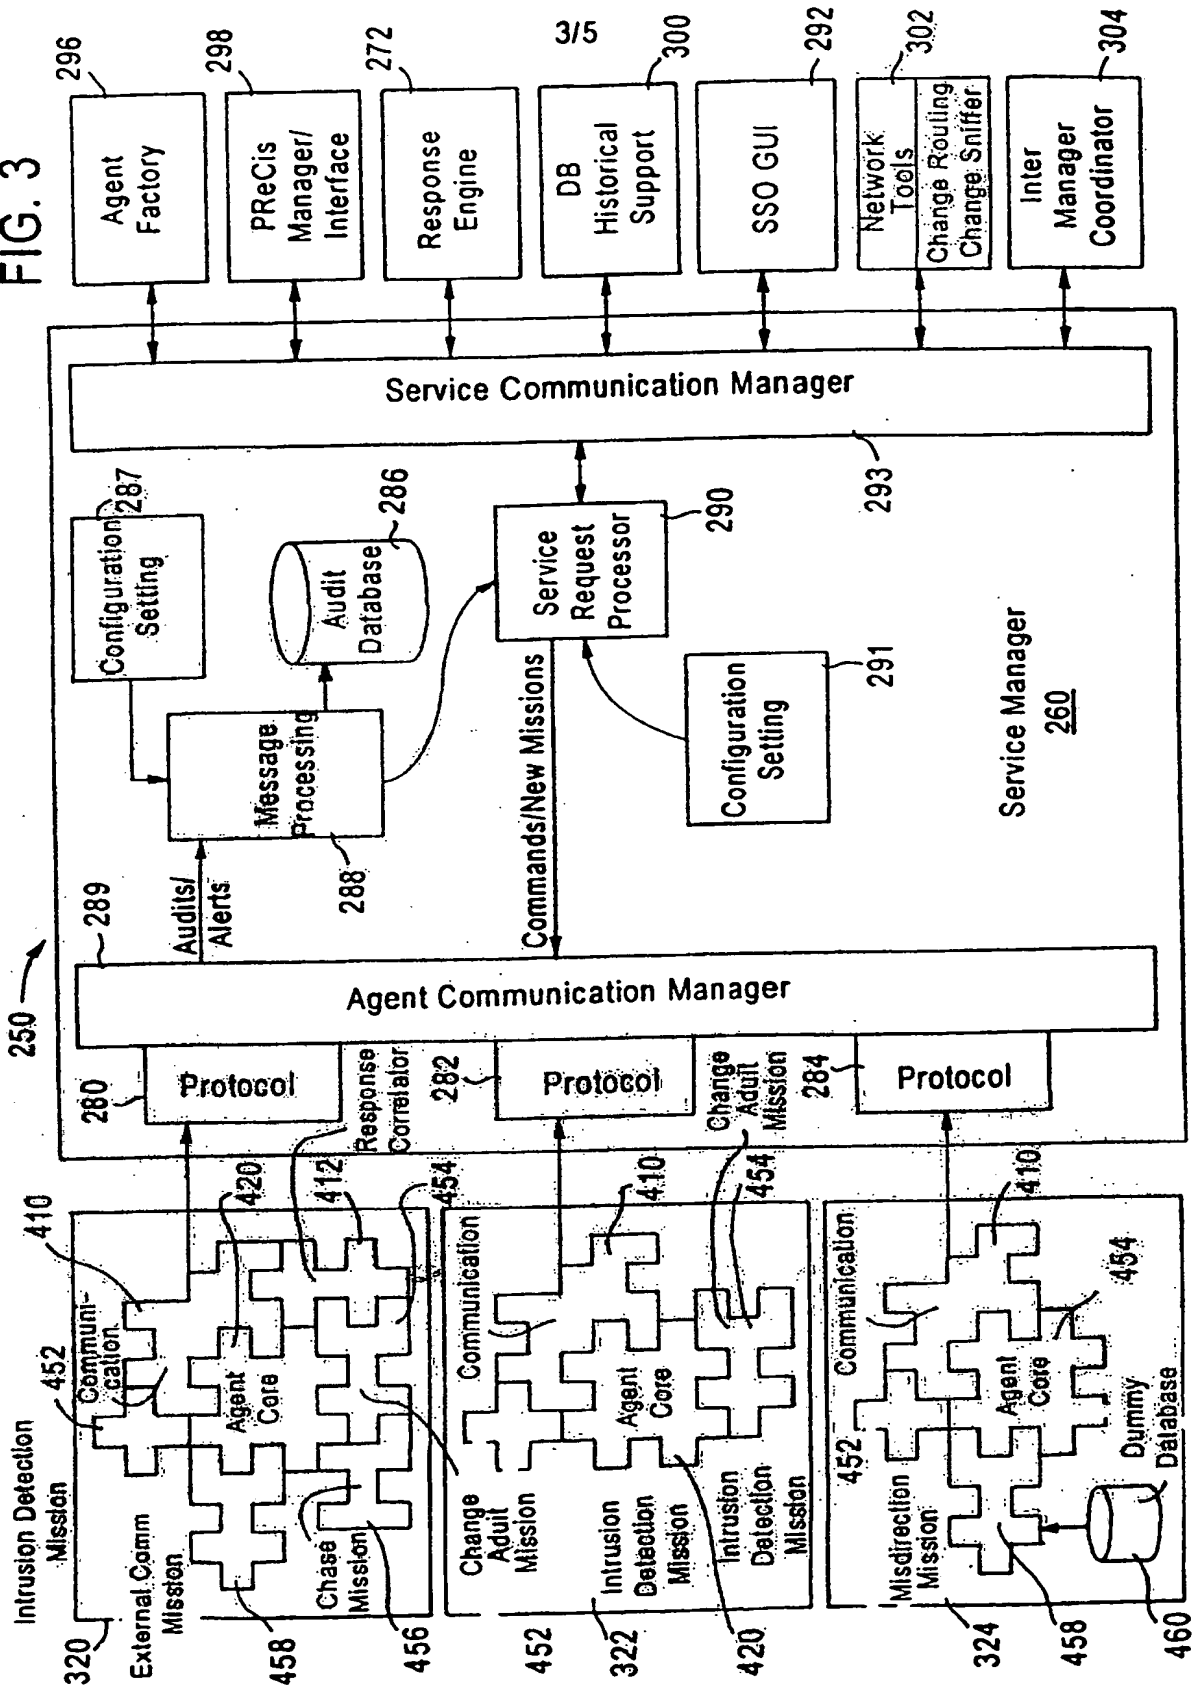 3/5
FIG. 3
Agent
Factory
296
PReCis
Manager/
Interface
298
Response
Engine
272
DB
Historical
Support
300
SSO GUI
292
Network
Tools
Change Routing
Change Sniffer
302
Inter
Manager
Coordinator
304
Service Communication Manager
293
Configuration
Setting
287
Audit
Database
286
Message
Processing
288
Service
Request
Processor
290
Configuration
Setting
291
Commands/New Missions
Audits/
Alerts
Service Manager
260
250
289
Agent Communication Manager
280
Protocol
Response
Correlator
282
Protocol
Change
Adult
Mission
284
Protocol
410
420
412
454
Communi-
cation
452
Agent
Core
Intrusion Detection
Mission
External Comm
Mission
Chase
Mission
320
458
456
Communication
410
454
Agent
Core
Change
Adult
Mission
Intrusion
Detection
Mission
Intrusion
Detection
Mission
452
322
420
Communication
410
454
452
Agent
Core
Misdirection
Mission
Dummy
Database
324
458
460